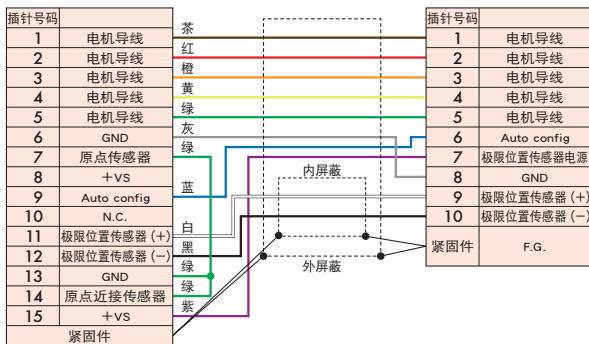 插针号码
1 电机导线
2 电机导线
3 电机导线
4 电机导线
5 电机导线
6 GND
7 原点传感器
8 +VS
9 Auto config
10 N.C.
11 极限位置传感器(+)
12 极限位置传感器(-)
13 GND
14 原点近接传感器
15 +VS
紧固件
茶
红
橙
黄
绿
灰
绿
蓝
白
黑
绿
绿
紫
内屏蔽
外屏蔽
插针号码
1 电机导线
2 电机导线
3 电机导线
4 电机导线
5 电机导线
6 Auto config
7 极限位置传感器电源
8 GND
9 极限位置传感器(+)
10 极限位置传感器(-)
紧固件 F.G.